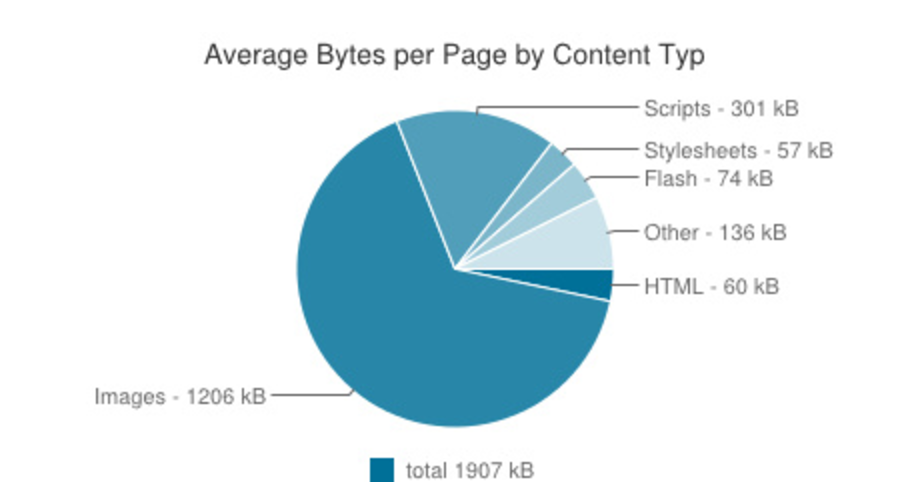 Average Bytes per Page by Content Typ
Scripts - 301 kB
Stylesheets - 57 kB
Flash - 74 kB
Other - 136 kB
HTML - 60 kB
Images - 1206 kB
total 1907 kB